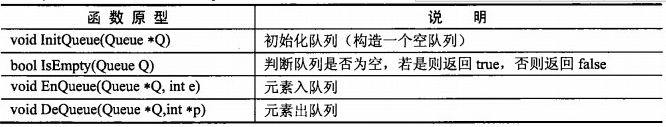 函 数 原 型 说 明
void InitQueue(Queue *Q) 初始化队列（构造一个空队列）
bool IsEmpty(Queue Q) 判断队列是否为空，若是则返回 true，否则返回 false
void EnQueue(Queue *Q, int e) 元素入队列
void DeQueue(Queue *Q,int *p) 元素出队列